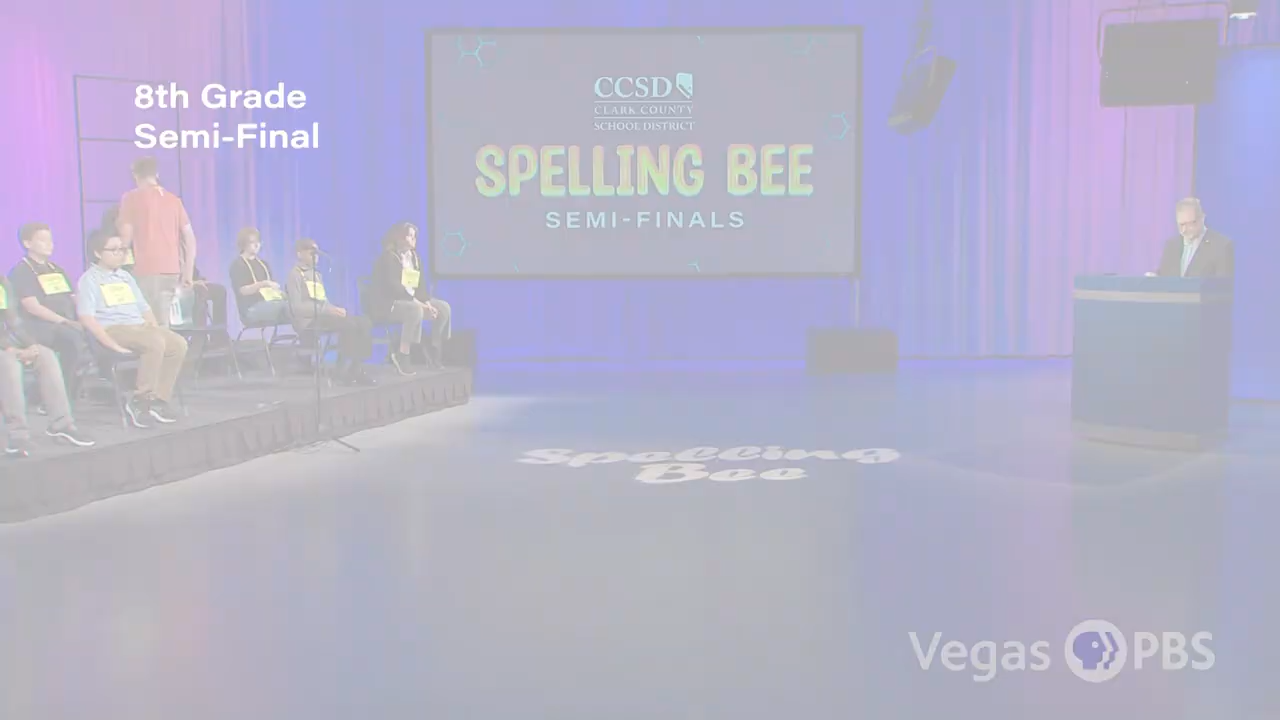 8th Grade
Semi-Final
CCSD
CLARK COUNTY
SCHOOL DISTRICT
SPELLING BEE
SEMI-FINALS
Spelling
Bee
Vegas PBS